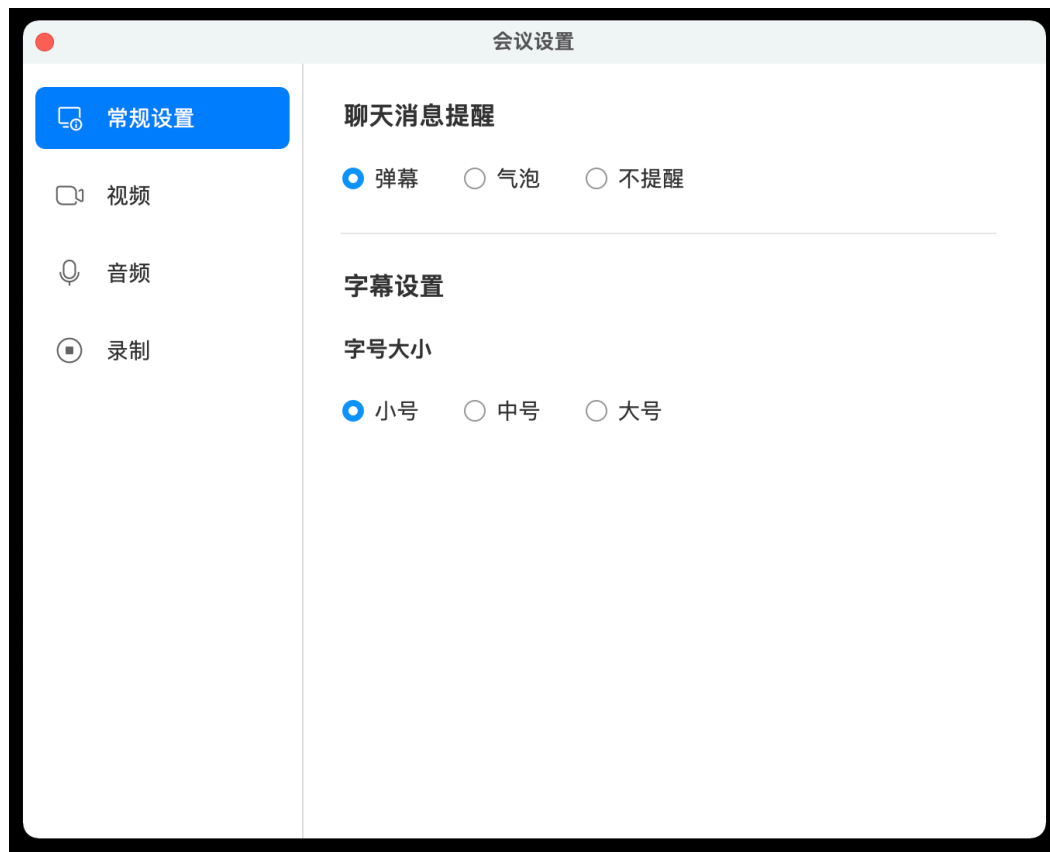 会议设置
常规设置
视频
音频
录制
聊天消息提醒
弹幕 气泡 不提醒
字幕设置
字号大小
小号 中号 大号